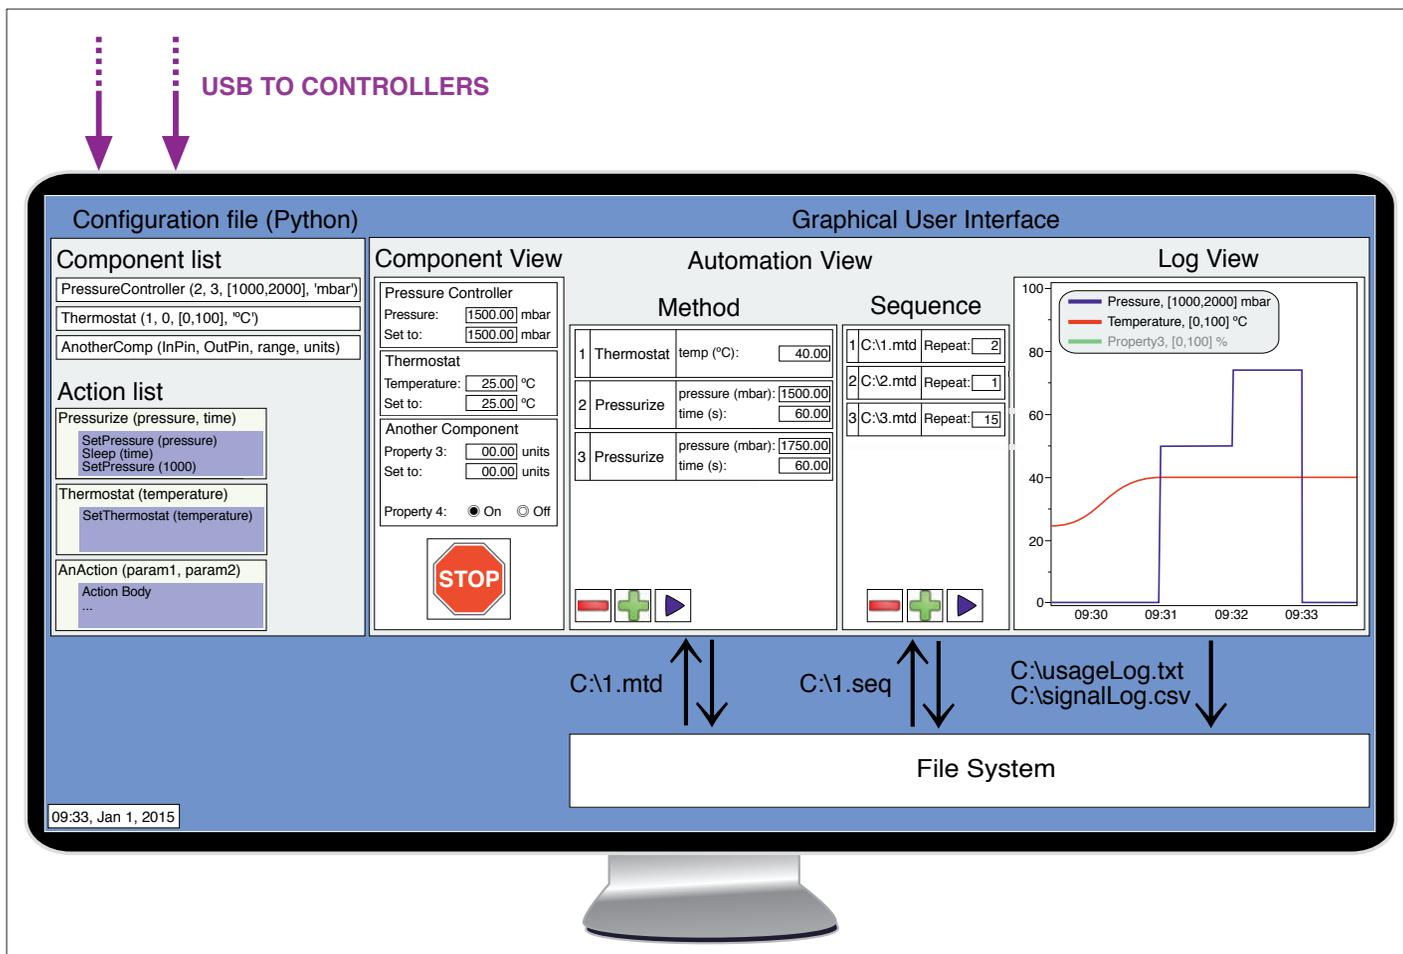 USB TO CONTROLLERS
Configuration file (Python)
Graphical User Interface
Component list
PressureController (2, 3, [1000,2000], 'mbar')
Thermostat (1, 0, [0,100], 'ºC')
AnotherComp (InPin, OutPin, range, units)
Action list
Pressurize (pressure, time)
SetPressure (pressure)
Sleep (time)
SetPressure (1000)
Thermostat (temperature)
SetThermostat (temperature)
AnAction (param1, param2)
Action Body
...
Component View
Pressure Controller
Pressure: 1500.00 mbar
Set to: 1500.00 mbar
Thermostat
Temperature: 25.00 ºC
Set to: 25.00 ºC
Another Component
Property 3: 00.00 units
Set to: 00.00 units
Property 4: On Off
STOP
Automation View
Method
1 Thermostat temp (ºC): 40.00
2 Pressurize pressure (mbar): 1500.00
time (s): 60.00
3 Pressurize pressure (mbar): 1750.00
time (s): 60.00
Sequence
1 C:\1.mtd Repeat: 2
2 C:\2.mtd Repeat: 1
3 C:\3.mtd Repeat: 15
Log View
Pressure, [1000,2000] mbar
Temperature, [0,100] ºC
Property3, [0,100] %
100
80
60
40
20
0
09:30 09:31 09:32 09:33
C:\1.mtd
C:\1.seq
C:\usageLog.txt
C:\signalLog.csv
File System
09:33, Jan 1, 2015